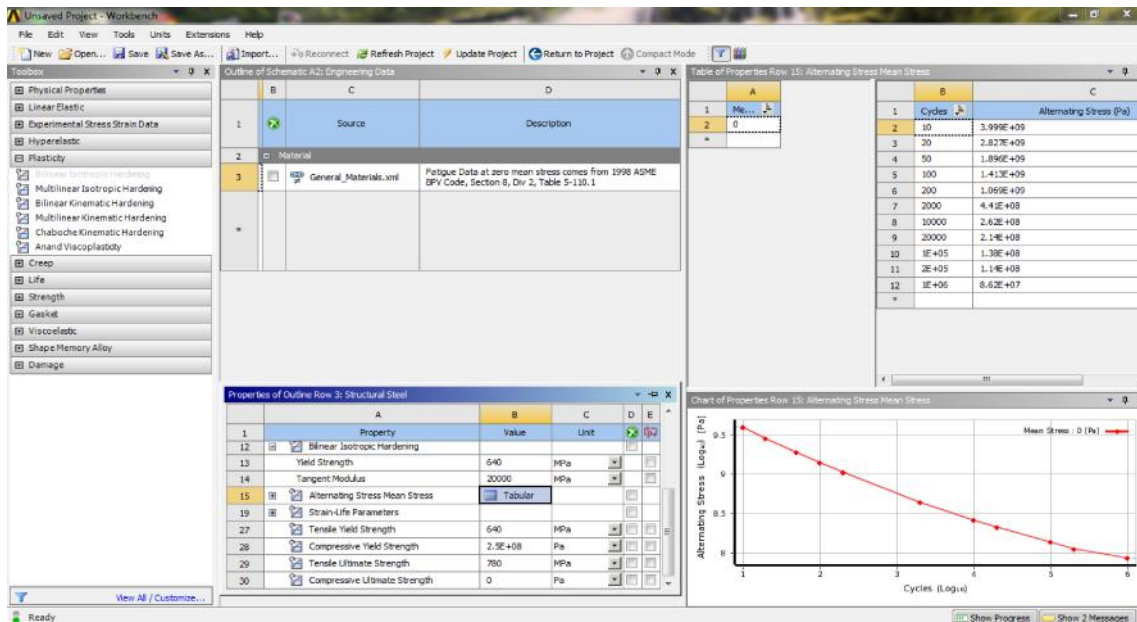 Unsaved Project - Workbench
File Edit View Tools Units Extensions Help
New Open... Save Save As... Import... Reconnect Refresh Project Update Project Return to Project Compact Mode
Toolbox
Physical Properties
Linear Elastic
Experimental Stress Strain Data
Hyperelastic
Plasticity
Bilinear Isotropic Hardening
Multilinear Isotropic Hardening
Bilinear Kinematic Hardening
Multilinear Kinematic Hardening
Chaboche Kinematic Hardening
Anand Viscoplasticity
Creep
Life
Strength
Gasket
Viscoelastic
Shape Memory Alloy
Damage
View All / Customize...
Outline of Schematic A2: Engineering Data
B C D
1 Source Description
2 Material
3 General_Materials.xml Fatigue Data at zero mean stress comes from 1998 ASME
BPV Code, Section 8, Div 2, Table 5-110.1
*
Properties of Outline Row 3: Structural Steel
A B C D E
1 Property Value Unit
12 Bilinear Isotropic Hardening
13 Yield Strength 640 MPa
14 Tangent Modulus 20000 MPa
15 Alternating Stress Mean Stress Tabular
19 Strain-Life Parameters
27 Tensile Yield Strength 640 MPa
28 Compressive Yield Strength 2.5E+08 Pa
29 Tensile Ultimate Strength 780 MPa
30 Compressive Ultimate Strength 0 Pa
Table of Properties Row 15: Alternating Stress Mean Stress
A
1 Me...
2 0
*
B C
1 Cycles Alternating Stress (Pa)
2 10 3.999E+09
3 20 2.827E+09
4 50 1.896E+09
5 100 1.413E+09
6 200 1.069E+09
7 2000 4.41E+08
8 10000 2.62E+08
9 20000 2.14E+08
10 1E+05 1.38E+08
11 2E+05 1.14E+08
12 1E+06 8.62E+07
*
Chart of Properties Row 15: Alternating Stress Mean Stress
Alternating Stress (Log₁₀) [Pa]
Mean Stress : 0 [Pa]
9.5
9
8.5
8
1 2 3 4 5 6
Cycles (Log₁₀)
Ready
Show Progress Show 2 Messages